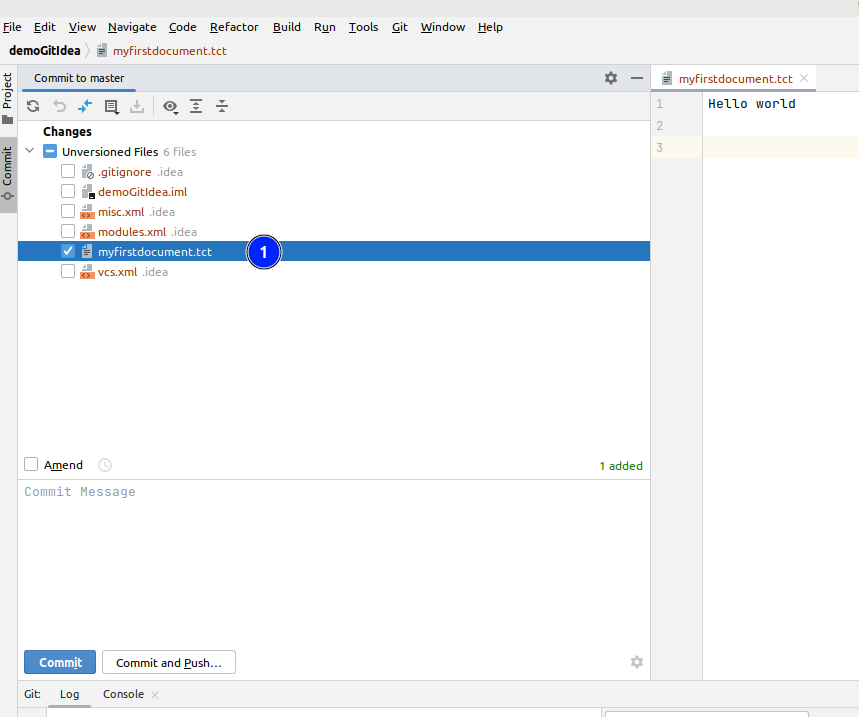 File Edit View Navigate Code Refactor Build Run Tools Git Window Help
demoGitIdea myfirstdocument.tct
Project
Commit
Commit to master
myfirstdocument.tct
Changes
Unversioned Files 6 files
.gitignore .idea
demoGitIdea.iml
misc.xml .idea
modules.xml .idea
myfirstdocument.tct 1
vcs.xml .idea
1 Hello world
2
3
Amend 1 added
Commit Message
Commit Commit and Push...
Git: Log Console